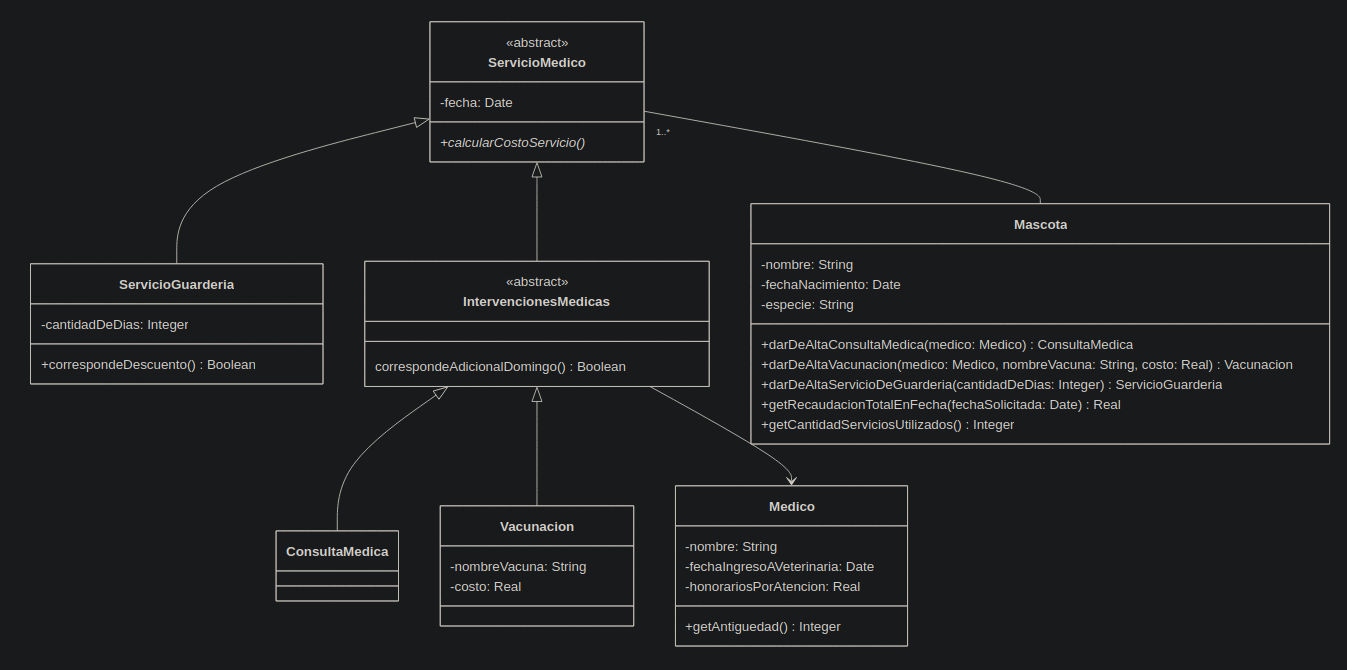 «abstract»
ServicioMedico
-fecha: Date
+calcularCostoServicio()
1..*
Mascota
-nombre: String
-fechaNacimiento: Date
-especie: String
+darDeAltaConsultaMedica(medico: Medico) : ConsultaMedica
+darDeAltaVacunacion(medico: Medico, nombreVacuna: String, costo: Real) : Vacunacion
+darDeAltaServicioDeGuarderia(cantidadDeDias: Integer) : ServicioGuarderia
+getRecaudacionTotalEnFecha(fechaSolicitada: Date) : Real
+getCantidadServiciosUtilizados() : Integer
ServicioGuarderia
-cantidadDeDias: Integer
+correspondeDescuento() : Boolean
«abstract»
IntervencionesMedicas
correspondeAdicionalDomingo() : Boolean
ConsultaMedica
Vacunacion
-nombreVacuna: String
-costo: Real
Medico
-nombre: String
-fechaIngresoAVeterinaria: Date
-honorariosPorAtencion: Real
+getAntiguedad() : Integer